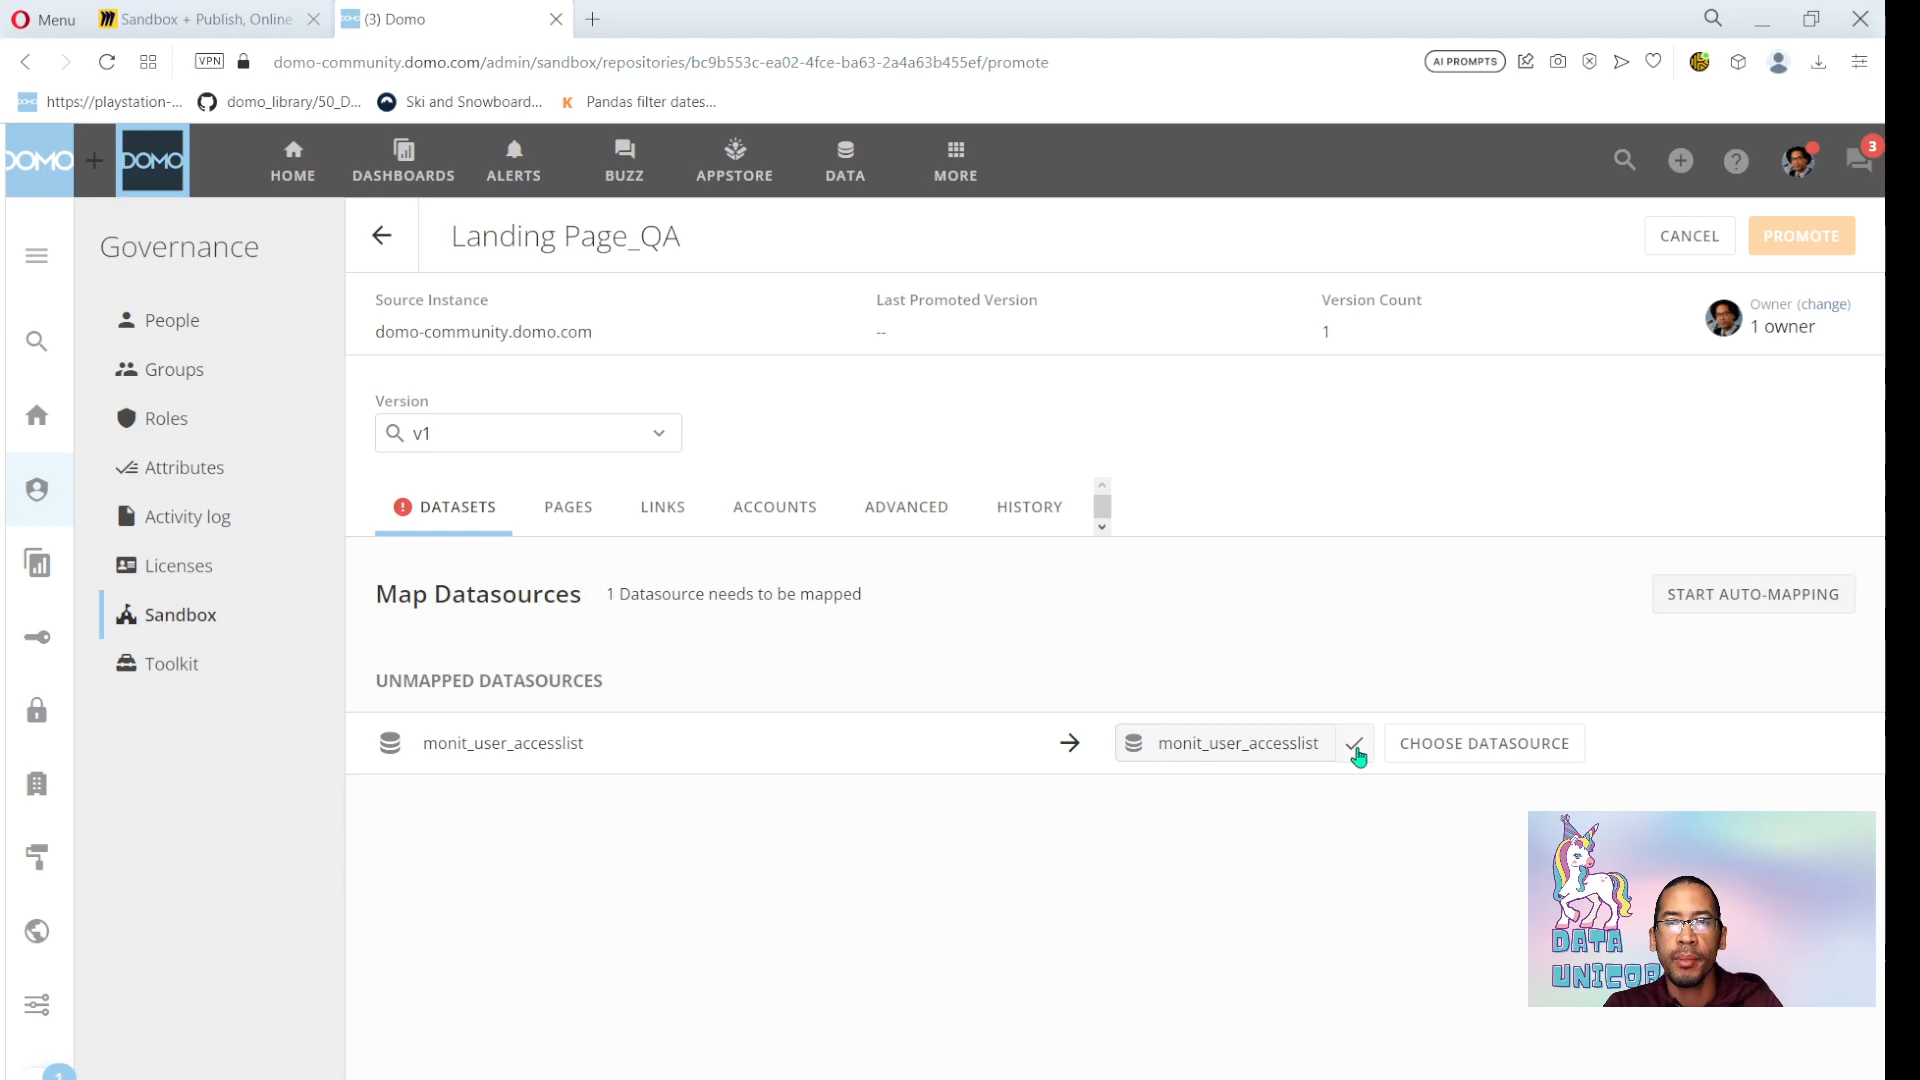 Menu
Sandbox + Publish, Online
(3) Domo
VPN
domo-community.domo.com/admin/sandbox/repositories/bc9b553c-ea02-4fce-ba63-2a4a63b455ef/promote
AI PROMPTS
https://playstation-...
domo_library/50_D...
Ski and Snowboard...
Pandas filter dates...
DOMO
DOMO
HOME
DASHBOARDS
ALERTS
BUZZ
APPSTORE
DATA
MORE
3
Governance
People
Groups
Roles
Attributes
Activity log
Licenses
Sandbox
Toolkit
1
Landing Page_QA
CANCEL
PROMOTE
Source Instance
domo-community.domo.com
Last Promoted Version
--
Version Count
1
Owner (change)
1 owner
Version
v1
DATASETS
PAGES
LINKS
ACCOUNTS
ADVANCED
HISTORY
Map Datasources
1 Datasource needs to be mapped
START AUTO-MAPPING
UNMAPPED DATASOURCES
monit_user_accesslist
monit_user_accesslist
CHOOSE DATASOURCE
DATA
UNICOR